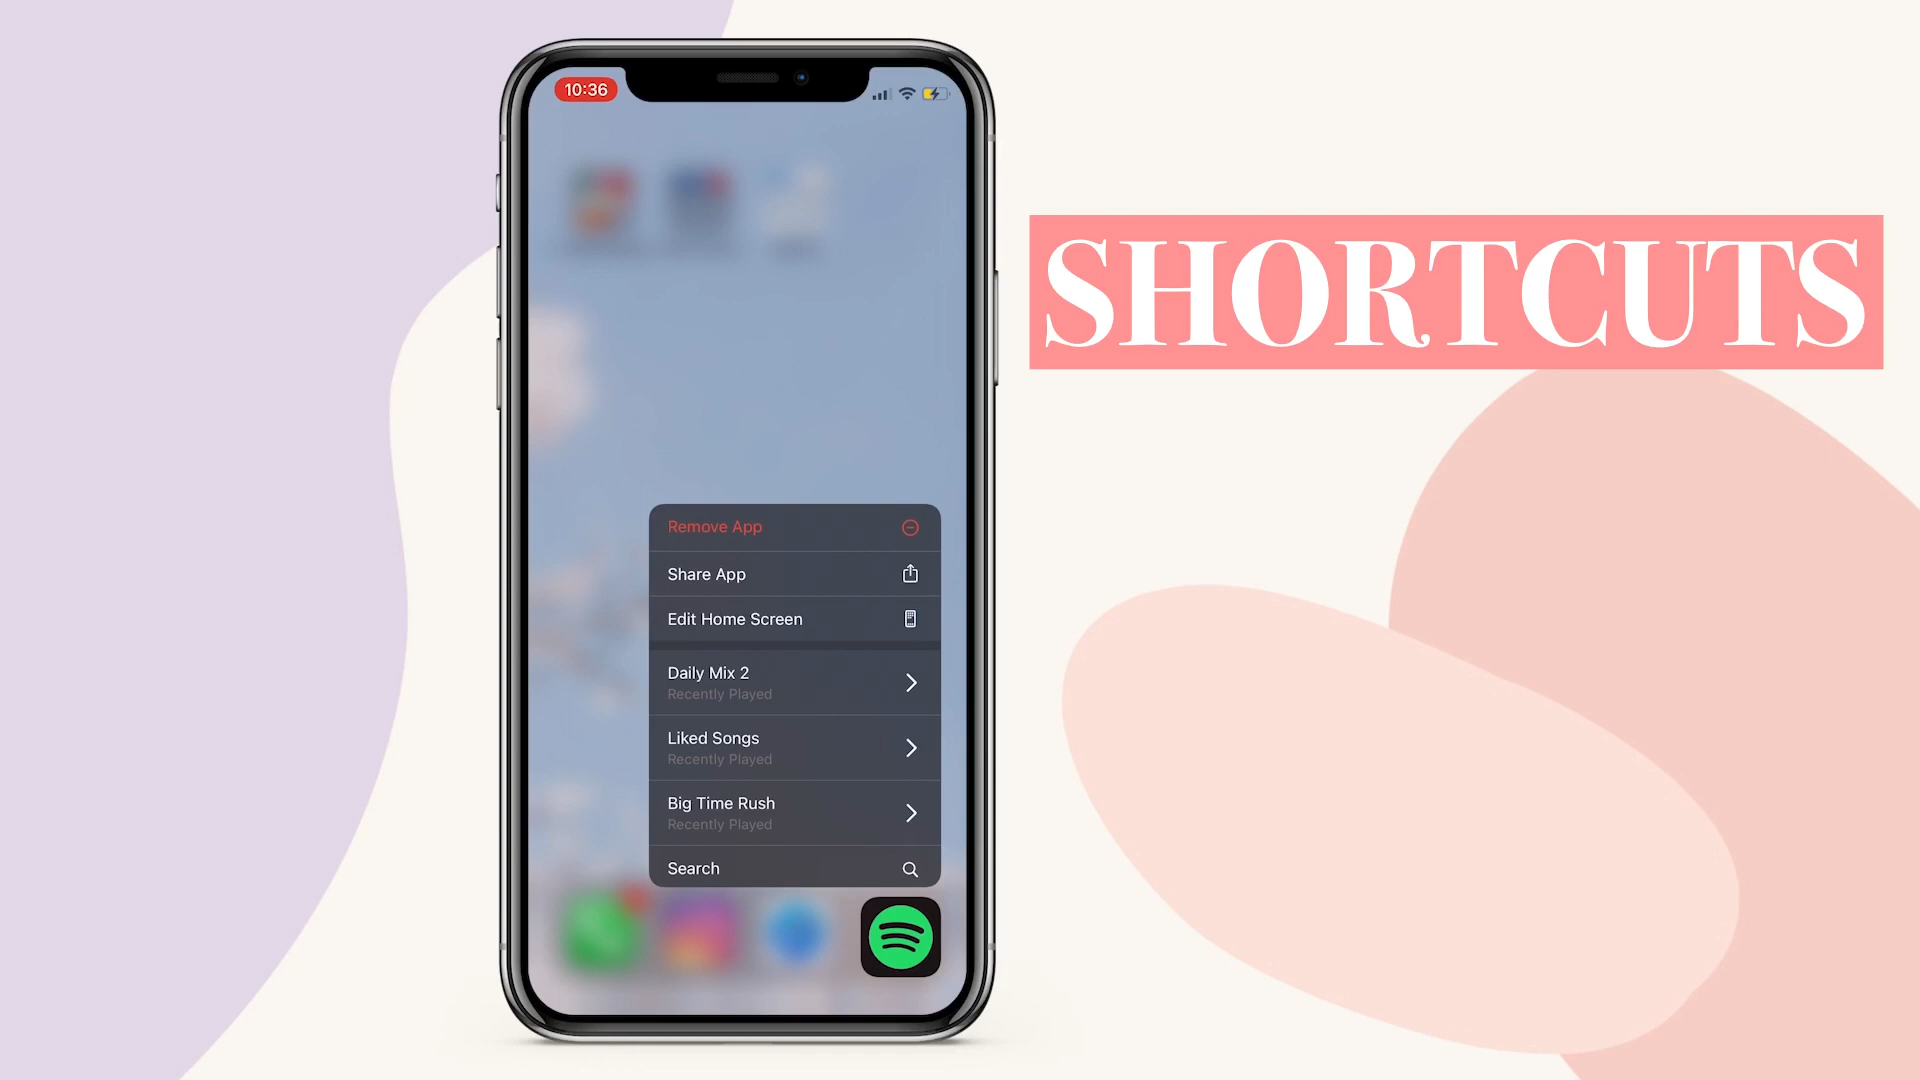 10:36
SHORTCUTS
Remove App
Share App
Edit Home Screen
Daily Mix 2
Recently Played
Liked Songs
Recently Played
Big Time Rush
Recently Played
Search